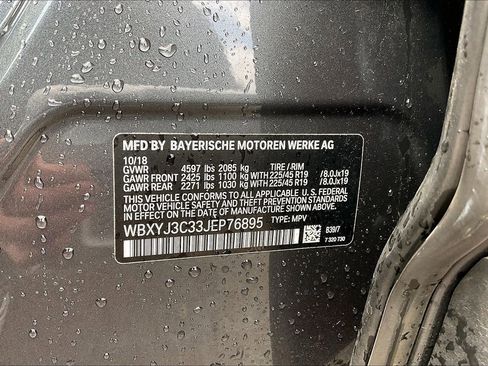 MFD BY BAYERISCHE MOTOREN WERKE AG
10/18
GVWR 4597 lbs 2085 kg TIRE / RIM
GAWR FRONT 2425 lbs 1100 kg WITH 225/45 R19 / 8.0Jx19
GAWR REAR 2271 lbs 1030 kg WITH 225/45 R19 / 8.0Jx19
THIS VEHICLE CONFORMS TO ALL APPLICABLE U.S. FEDERAL
MOTOR VEHICLE SAFETY, BUMPER, AND THEFT PREVENTION
STANDARDS IN EFFECT ON THE DATE OF MANUFACTURE SHOWN ABOVE.
WBXYJ3C33JEP76895 TYPE: MPV
B39/7
7 320 730